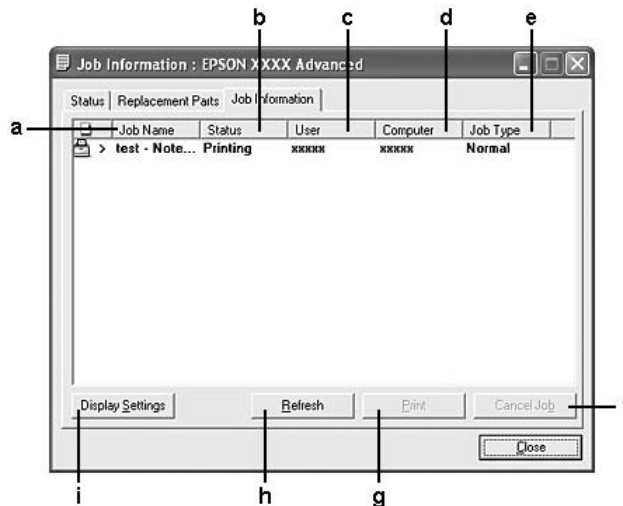 b c d e
Job Information : EPSON XXXX Advanced
Status Replacement Parts Job Information
a Job Name Status User Computer Job Type
> test - Note... Printing xxxxx xxxxx Normal
Display Settings Refresh Print Cancel Job
Close
i h g